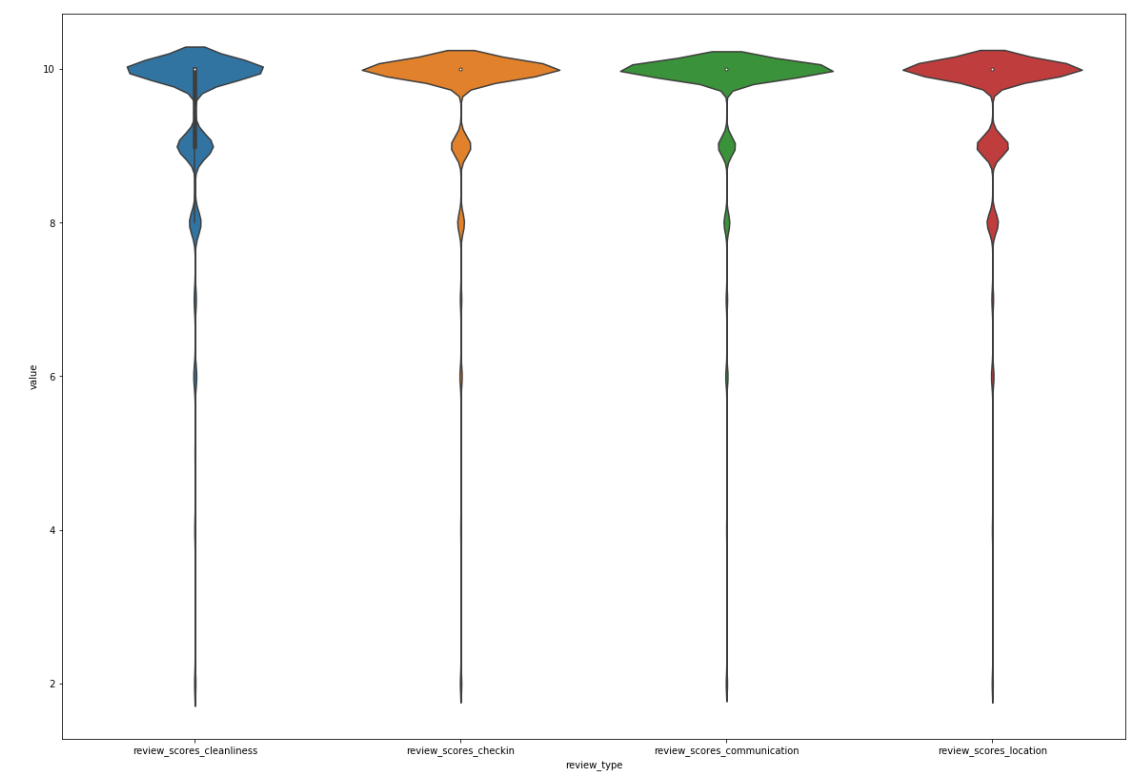 10
8
6
4
2
value
review_scores_cleanliness
review_scores_checkin
review_scores_communication
review_scores_location
review_type